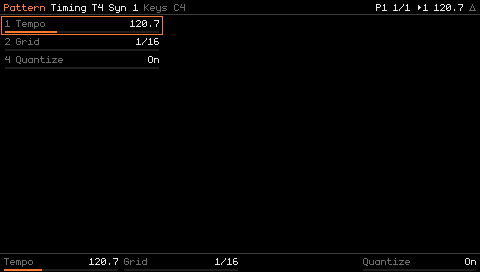 Pattern Timing T4 Syn 1 Keys C4 P1 1/1 1 120.7
1 Tempo 120.7
2 Grid 1/16
4 Quantize On
Tempo 120.7 Grid 1/16 Quantize On